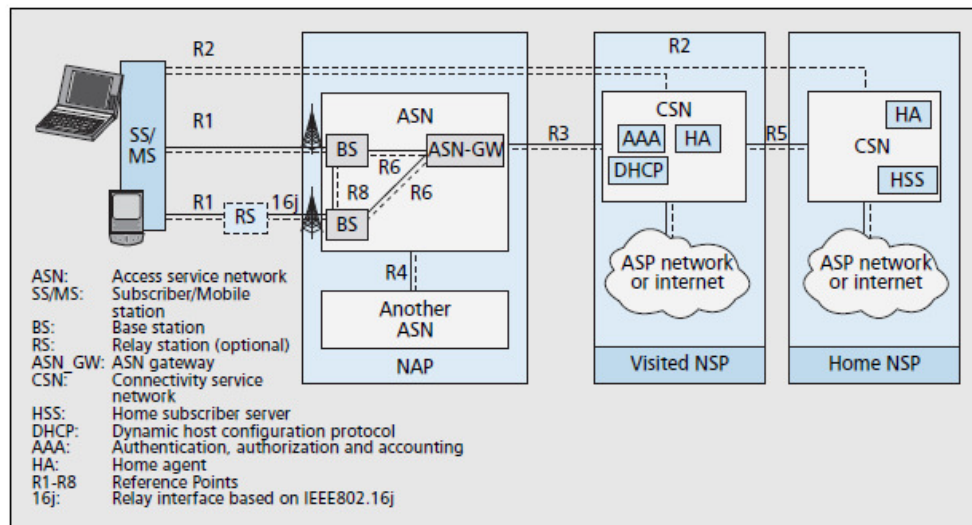 R2
R2
R1
SS/
MS
ASN
BS
ASN-GW
R6
R8
R6
R3
CSN
AAA
HA
DHCP
R5
HA
CSN
HSS
R1
RS
16j
BS
R4
Another
ASN
ASP network
or internet
ASP network
or internet
NAP
Visited NSP
Home NSP
ASN: Access service network
SS/MS: Subscriber/Mobile
station
BS: Base station
RS: Relay station (optional)
ASN_GW: ASN gateway
CSN: Connectivity service
network
HSS: Home subscriber server
DHCP: Dynamic host configuration protocol
AAA: Authentication, authorization and accounting
HA: Home agent
R1-R8 Reference Points
16j: Relay interface based on IEEE802.16j